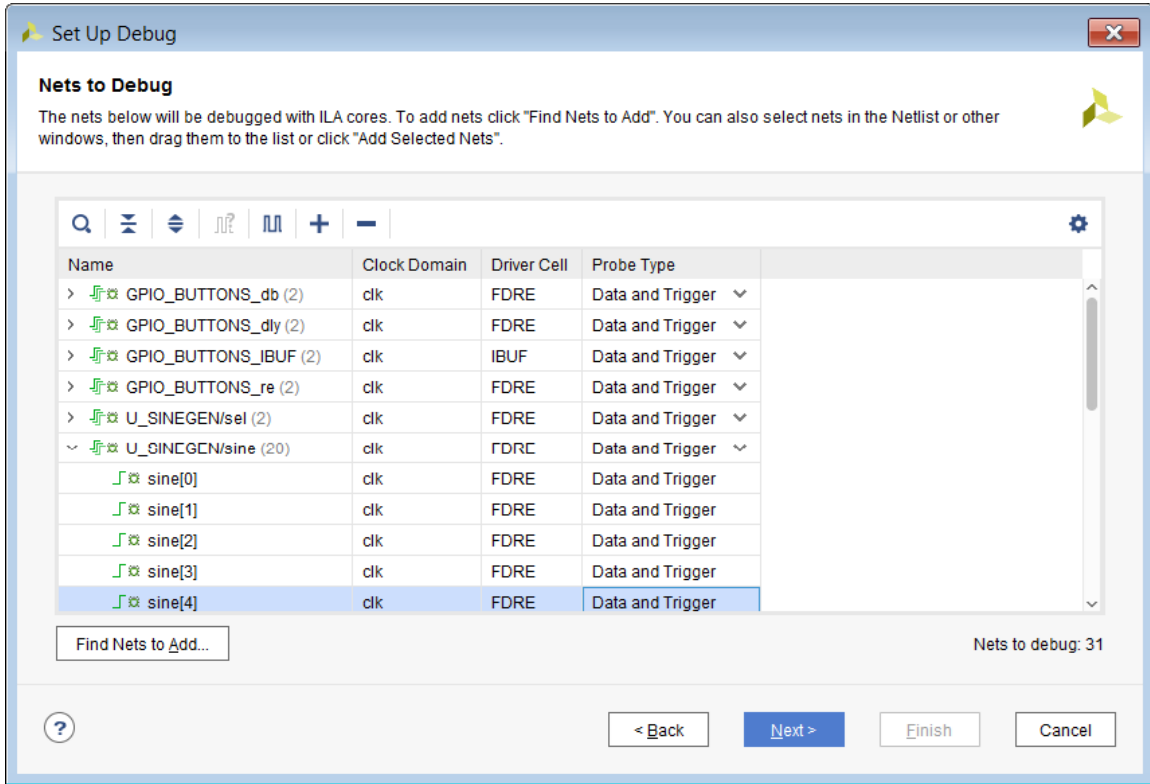 Set Up Debug
Nets to Debug
The nets below will be debugged with ILA cores. To add nets click "Find Nets to Add". You can also select nets in the Netlist or other
windows, then drag them to the list or click "Add Selected Nets".
Name Clock Domain Driver Cell Probe Type
GPIO_BUTTONS_db (2) clk FDRE Data and Trigger
GPIO_BUTTONS_dly (2) clk FDRE Data and Trigger
GPIO_BUTTONS_IBUF (2) clk IBUF Data and Trigger
GPIO_BUTTONS_re (2) clk FDRE Data and Trigger
U_SINEGEN/sel (2) clk FDRE Data and Trigger
U_SINEGEN/sine (20) clk FDRE Data and Trigger
sine[0] clk FDRE Data and Trigger
sine[1] clk FDRE Data and Trigger
sine[2] clk FDRE Data and Trigger
sine[3] clk FDRE Data and Trigger
sine[4] clk FDRE Data and Trigger
Find Nets to Add... Nets to debug: 31
? < Back Next > Finish Cancel